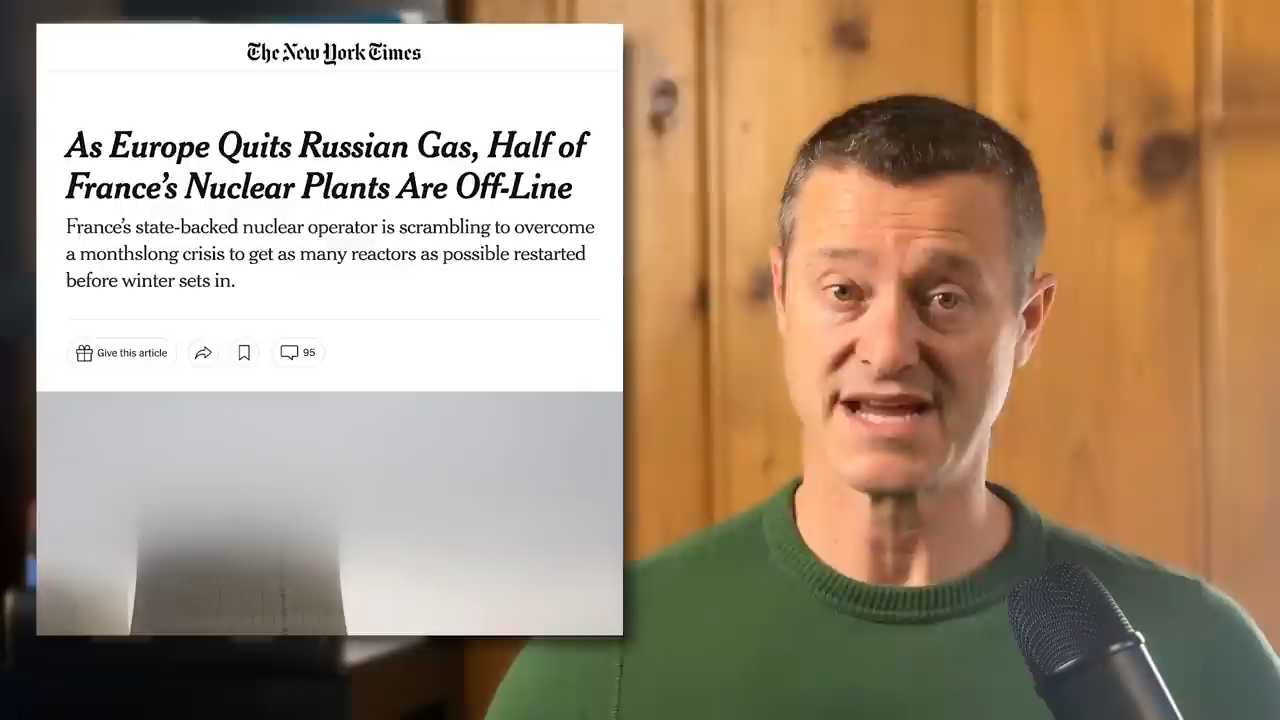 The New York Times
As Europe Quits Russian Gas, Half of
France’s Nuclear Plants Are Off-Line
France’s state-backed nuclear operator is scrambling to overcome
a monthslong crisis to get as many reactors as possible restarted
before winter sets in.
Give this article
95